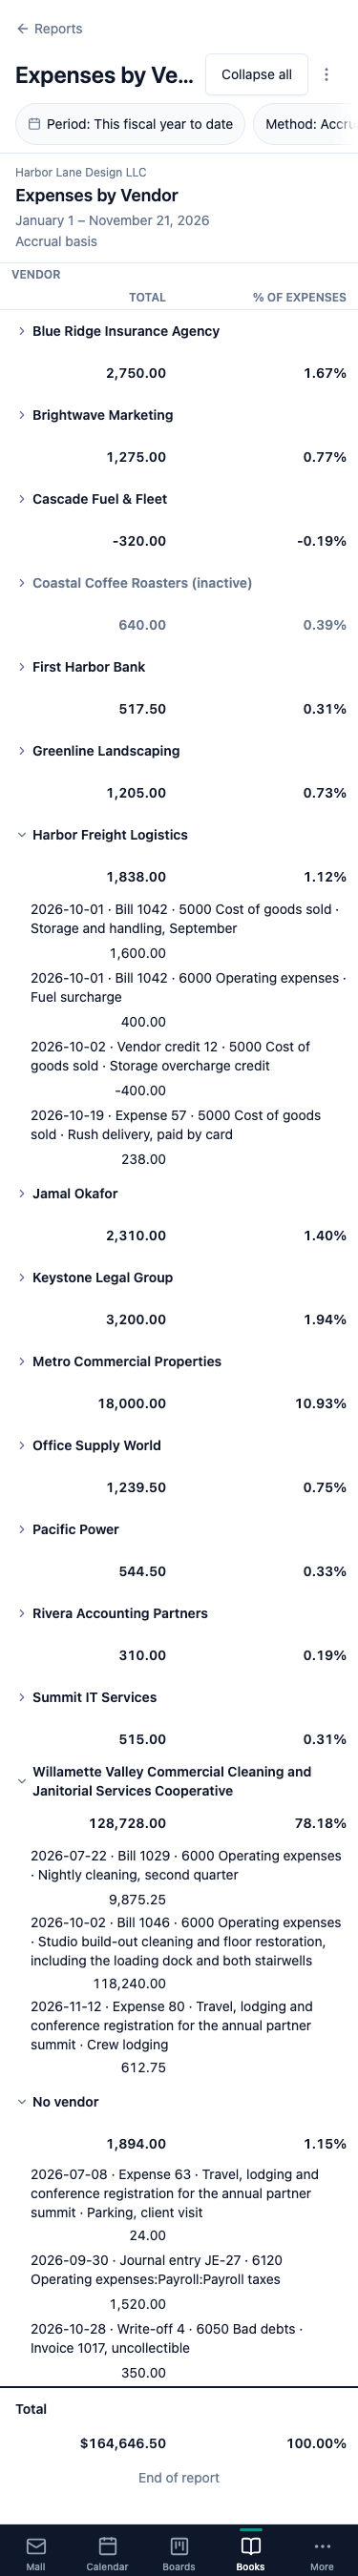 Reports
Expenses by Ve...
Collapse all
Period: This fiscal year to date
Method: Accru
Harbor Lane Design LLC
Expenses by Vendor
January 1 – November 21, 2026
Accrual basis
VENDOR
TOTAL % OF EXPENSES
Blue Ridge Insurance Agency
2,750.00 1.67%
Brightwave Marketing
1,275.00 0.77%
Cascade Fuel & Fleet
-320.00 -0.19%
Coastal Coffee Roasters (inactive)
640.00 0.39%
First Harbor Bank
517.50 0.31%
Greenline Landscaping
1,205.00 0.73%
Harbor Freight Logistics
1,838.00 1.12%
2026-10-01 · Bill 1042 · 5000 Cost of goods sold ·
Storage and handling, September
1,600.00
2026-10-01 · Bill 1042 · 6000 Operating expenses ·
Fuel surcharge
400.00
2026-10-02 · Vendor credit 12 · 5000 Cost of
goods sold · Storage overcharge credit
-400.00
2026-10-19 · Expense 57 · 5000 Cost of goods
sold · Rush delivery, paid by card
238.00
Jamal Okafor
2,310.00 1.40%
Keystone Legal Group
3,200.00 1.94%
Metro Commercial Properties
18,000.00 10.93%
Office Supply World
1,239.50 0.75%
Pacific Power
544.50 0.33%
Rivera Accounting Partners
310.00 0.19%
Summit IT Services
515.00 0.31%
Willamette Valley Commercial Cleaning and
Janitorial Services Cooperative
128,728.00 78.18%
2026-07-22 · Bill 1029 · 6000 Operating expenses
· Nightly cleaning, second quarter
9,875.25
2026-10-02 · Bill 1046 · 6000 Operating expenses
· Studio build-out cleaning and floor restoration,
including the loading dock and both stairwells
118,240.00
2026-11-12 · Expense 80 · Travel, lodging and
conference registration for the annual partner
summit · Crew lodging
612.75
No vendor
1,894.00 1.15%
2026-07-08 · Expense 63 · Travel, lodging and
conference registration for the annual partner
summit · Parking, client visit
24.00
2026-09-30 · Journal entry JE-27 · 6120
Operating expenses:Payroll:Payroll taxes
1,520.00
2026-10-28 · Write-off 4 · 6050 Bad debts ·
Invoice 1017, uncollectible
350.00
Total
$164,646.50 100.00%
End of report
Mail Calendar Boards Books More